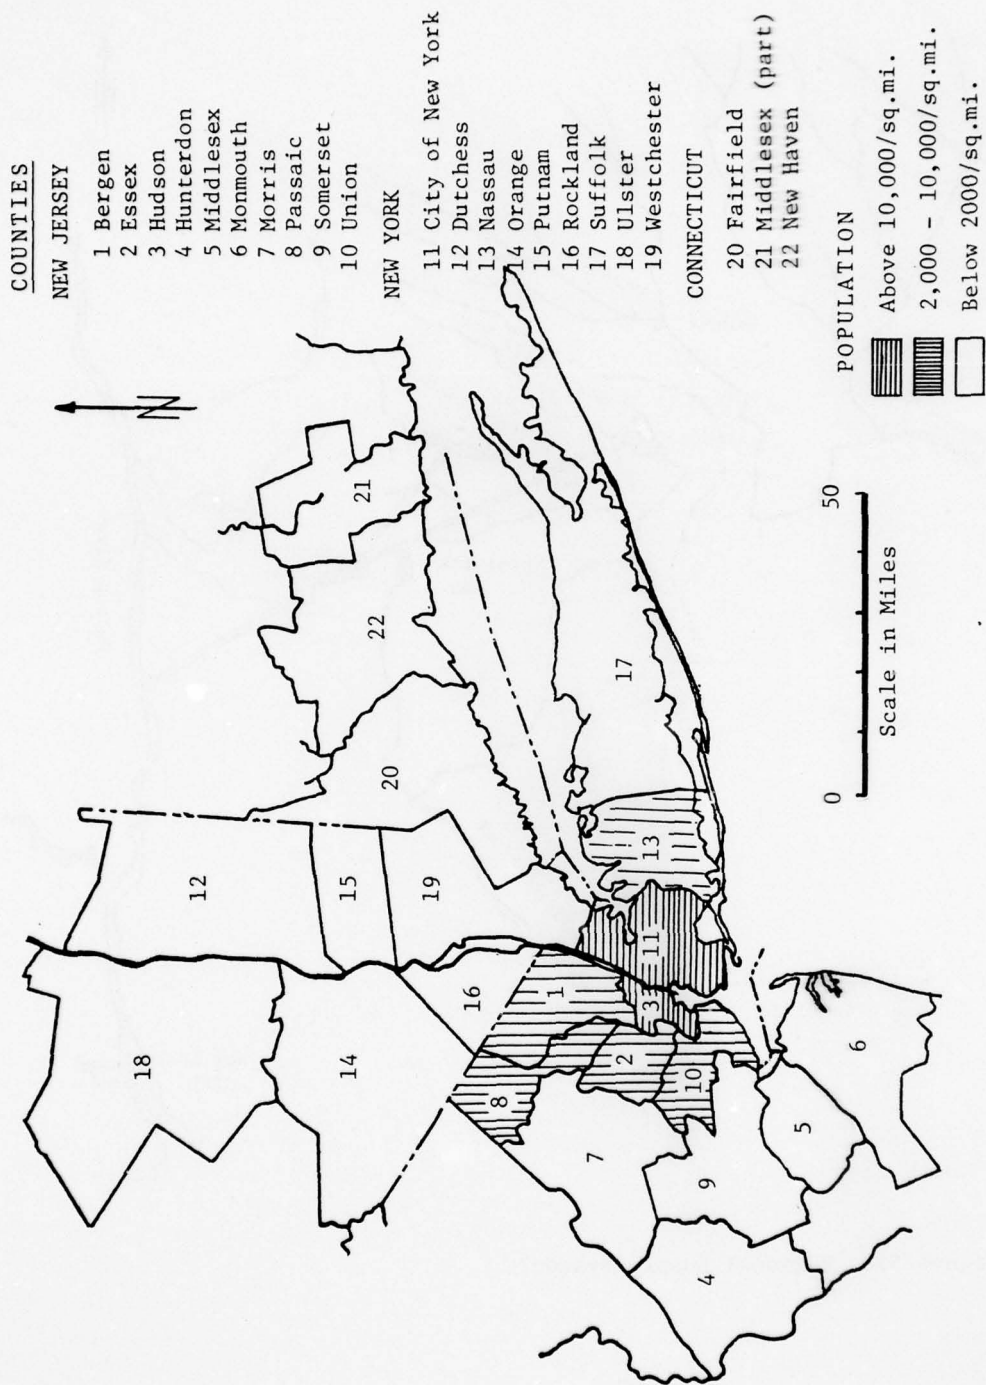 COUNTIES
NEW JERSEY
1 Bergen
2 Essex
3 Hudson
4 Hunterdon
5 Middlesex
6 Monmouth
7 Morris
8 Passaic
9 Somerset
10 Union
NEW YORK
11 City of New York
12 Dutchess
13 Nassau
14 Orange
15 Putnam
16 Rockland
17 Suffolk
18 Ulster
19 Westchester
CONNECTICUT
20 Fairfield
21 Middlesex (part)
22 New Haven
POPULATION
Above 10,000/sq.mi.
2,000 - 10,000/sq.mi.
Below 2000/sq.mi.
N
18
12
14
15
21
22
20
19
16
1
8
2
3
11
13
17
10
7
9
5
4
6
0 50
Scale in Miles